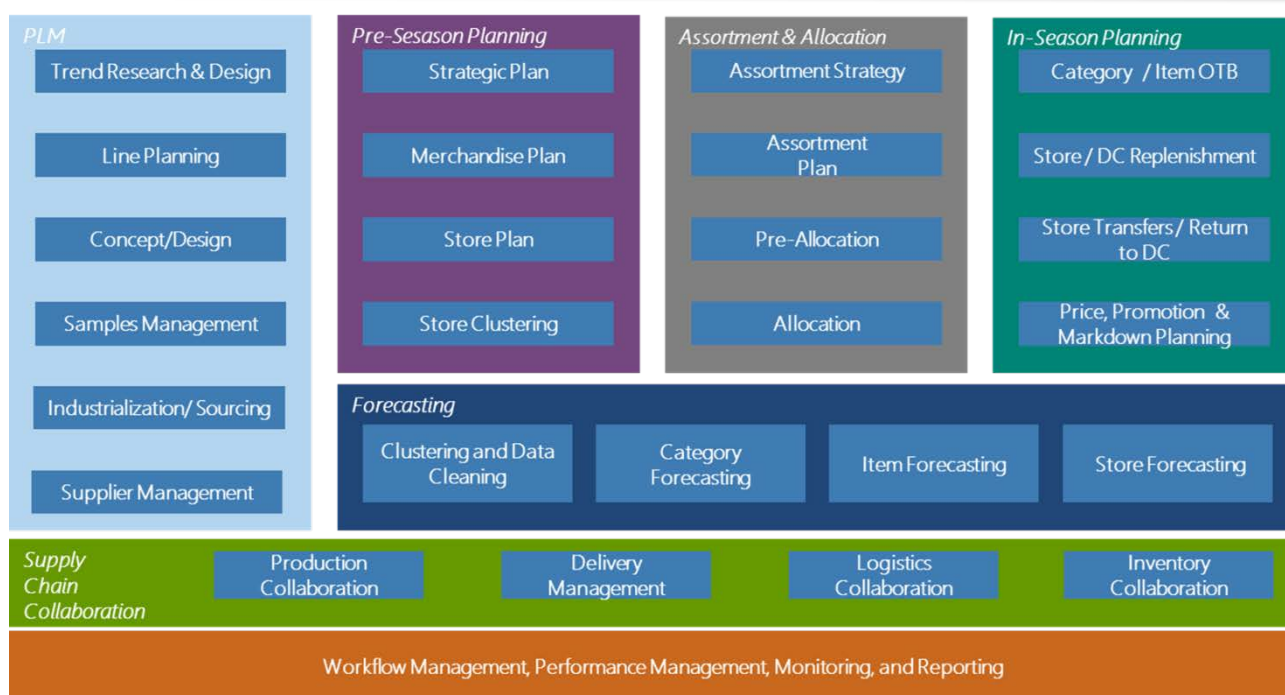 PLM
Trend Research & Design
Line Planning
Concept/Design
Samples Management
Industrialization/ Sourcing
Supplier Management
Pre-Sesason Planning
Strategic Plan
Merchandise Plan
Store Plan
Store Clustering
Assortment & Allocation
Assortment Strategy
Assortment
Plan
Pre-Allocation
Allocation
In-Season Planning
Category / Item OTB
Store / DC Replenishment
Store Transfers / Return
to DC
Price, Promotion &
Markdown Planning
Forecasting
Clustering and Data
Cleaning
Category
Forecasting
Item Forecasting
Store Forecasting
Supply
Chain
Collaboration
Production
Collaboration
Delivery
Management
Logistics
Collaboration
Inventory
Collaboration
Workflow Management, Performance Management, Monitoring, and Reporting